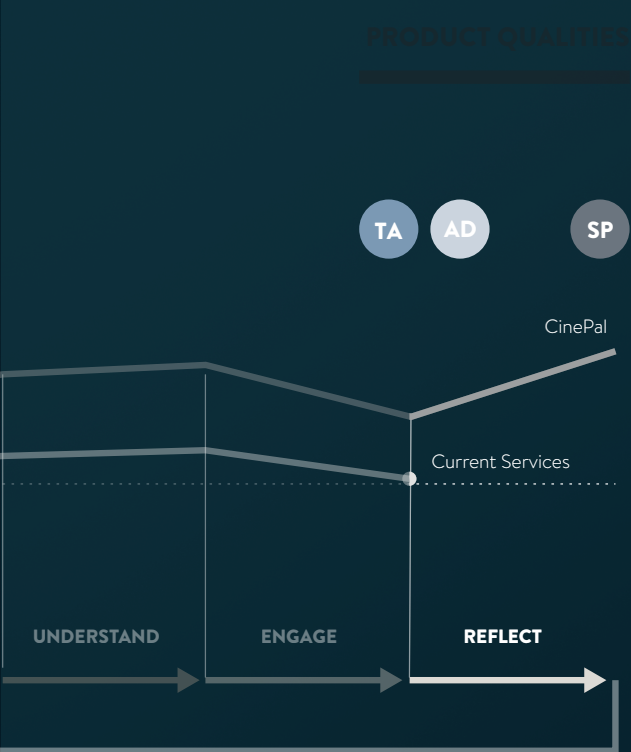 PRODUCT QUALITIES
TA
AD
SP
CinePal
Current Services
UNDERSTAND
ENGAGE
REFLECT